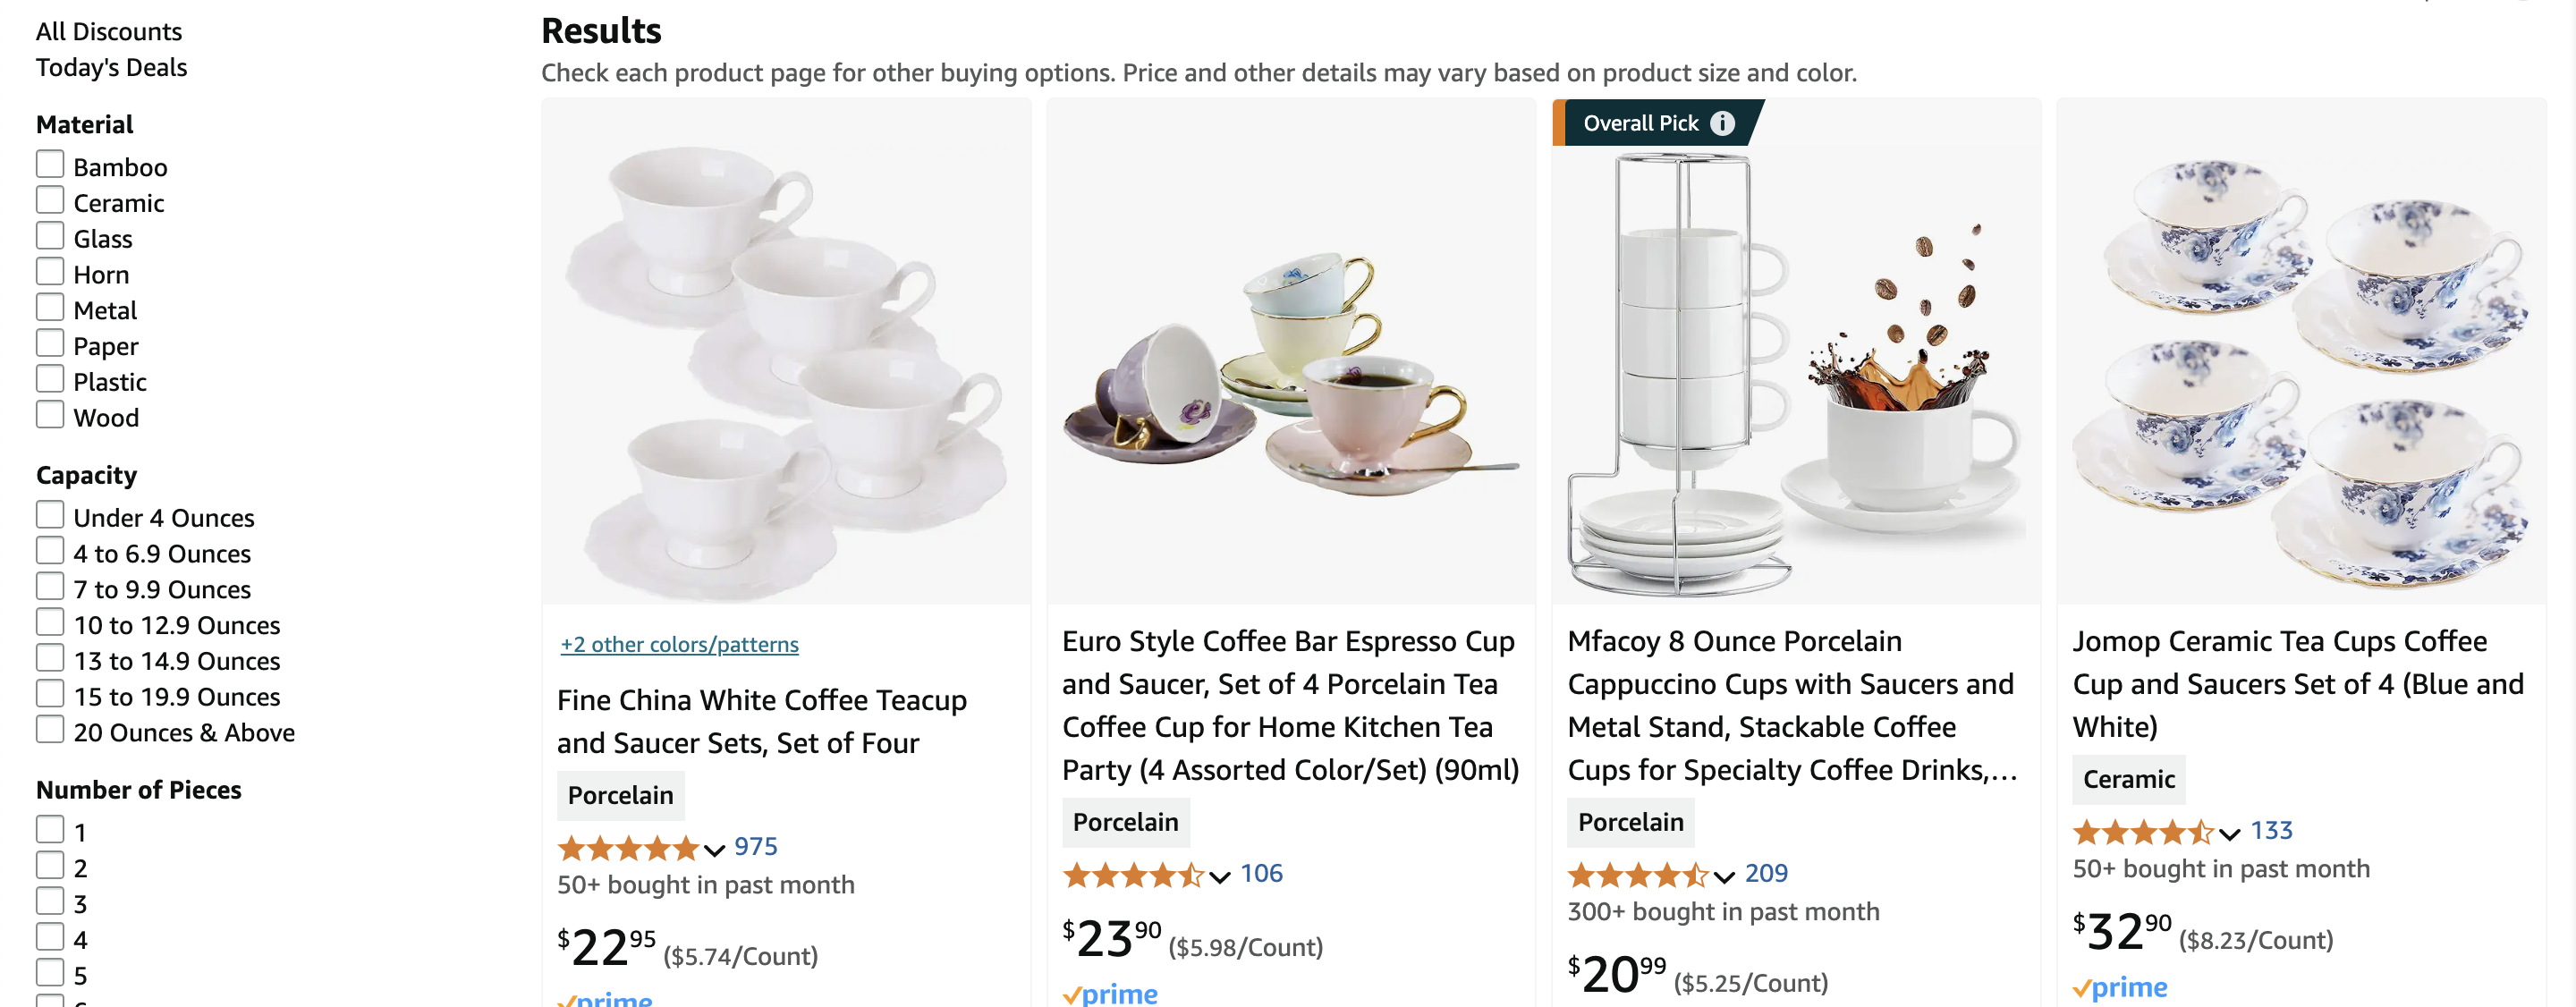 All Discounts
Today's Deals
Material
Bamboo
Ceramic
Glass
Horn
Metal
Paper
Plastic
Wood
Capacity
Under 4 Ounces
4 to 6.9 Ounces
7 to 9.9 Ounces
10 to 12.9 Ounces
13 to 14.9 Ounces
15 to 19.9 Ounces
20 Ounces & Above
Number of Pieces
1
2
3
4
5
Results
Check each product page for other buying options. Price and other details may vary based on product size and color.
+2 other colors/patterns
Fine China White Coffee Teacup
and Saucer Sets, Set of Four
Porcelain
975
50+ bought in past month
$22.95 ($5.74/Count)
prime
Euro Style Coffee Bar Espresso Cup
and Saucer, Set of 4 Porcelain Tea
Coffee Cup for Home Kitchen Tea
Party (4 Assorted Color/Set) (90ml)
Porcelain
106
$23.90 ($5.98/Count)
prime
Overall Pick
Mfacoy 8 Ounce Porcelain
Cappuccino Cups with Saucers and
Metal Stand, Stackable Coffee
Cups for Specialty Coffee Drinks,…
Porcelain
209
300+ bought in past month
$20.99 ($5.25/Count)
Jomop Ceramic Tea Cups Coffee
Cup and Saucers Set of 4 (Blue and
White)
Ceramic
133
50+ bought in past month
$32.90 ($8.23/Count)
prime